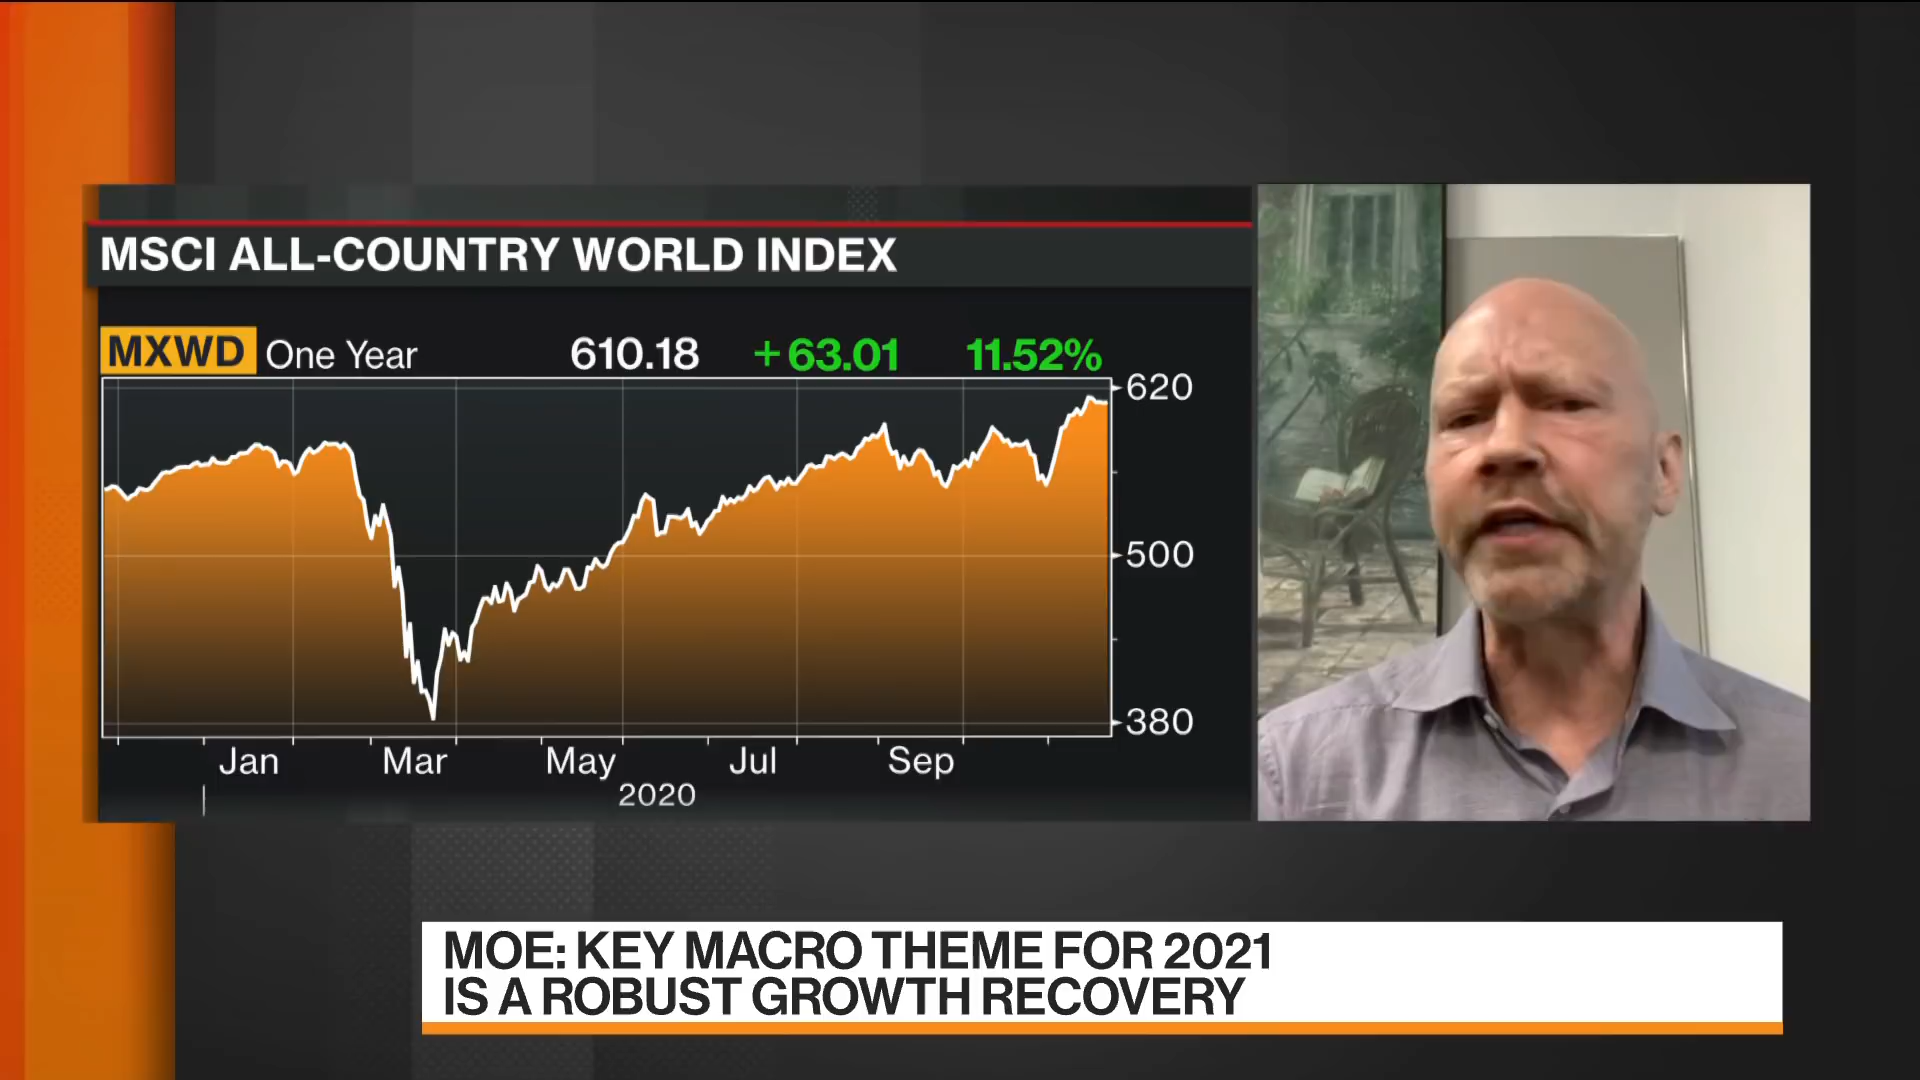 MSCI ALL-COUNTRY WORLD INDEX
MXWD One Year 610.18 +63.01 11.52%
620
500
380
Jan Mar May Jul Sep
2020
MOE: KEY MACRO THEME FOR 2021
IS A ROBUST GROWTH RECOVERY